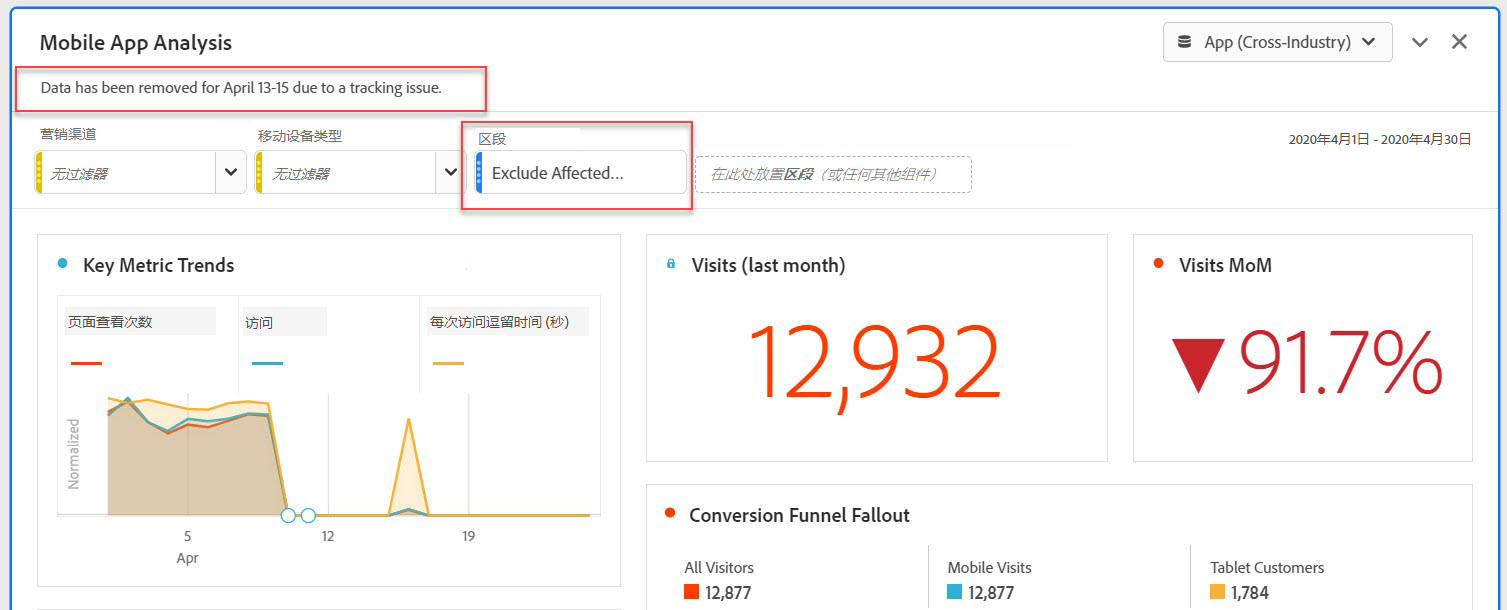 Mobile App Analysis
App (Cross-Industry)
Data has been removed for April 13-15 due to a tracking issue.
营销渠道
移动设备类型
区段
2020年4月1日 - 2020年4月30日
无过滤器
无过滤器
Exclude Affected...
在此处放置区段（或任何其他组件）
Key Metric Trends
Visits (last month)
Visits MoM
页面查看次数
访问
每次访问逗留时间 (秒)
12,932
▼91.7%
Normalized
5
12
19
Apr
Conversion Funnel Fallout
All Visitors
Mobile Visits
Tablet Customers
12,877
12,877
1,784